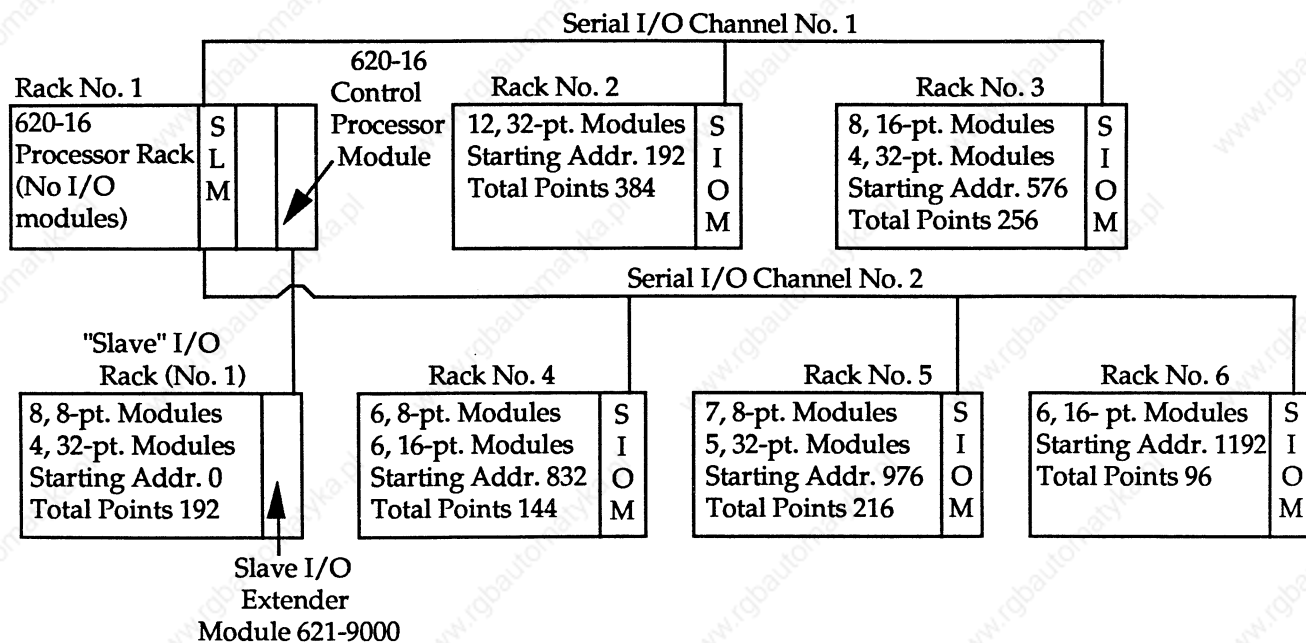 Serial I/O Channel No. 1
620-16
Control
Processor
Module
Rack No. 1
620-16
Processor Rack
(No I/O
modules)
S
L
M
Rack No. 2
12, 32-pt. Modules
Starting Addr. 192
Total Points 384
S
I
O
M
Rack No. 3
8, 16-pt. Modules
4, 32-pt. Modules
Starting Addr. 576
Total Points 256
S
I
O
M
Serial I/O Channel No. 2
"Slave" I/O
Rack (No. 1)
8, 8-pt. Modules
4, 32-pt. Modules
Starting Addr. 0
Total Points 192
Slave I/O
Extender
Module 621-9000
Rack No. 4
6, 8-pt. Modules
6, 16-pt. Modules
Starting Addr. 832
Total Points 144
S
I
O
M
Rack No. 5
7, 8-pt. Modules
5, 32-pt. Modules
Starting Addr. 976
Total Points 216
S
I
O
M
Rack No. 6
6, 16- pt. Modules
Starting Addr. 1192
Total Points 96
S
I
O
M
www.rgbautomatyka.pl